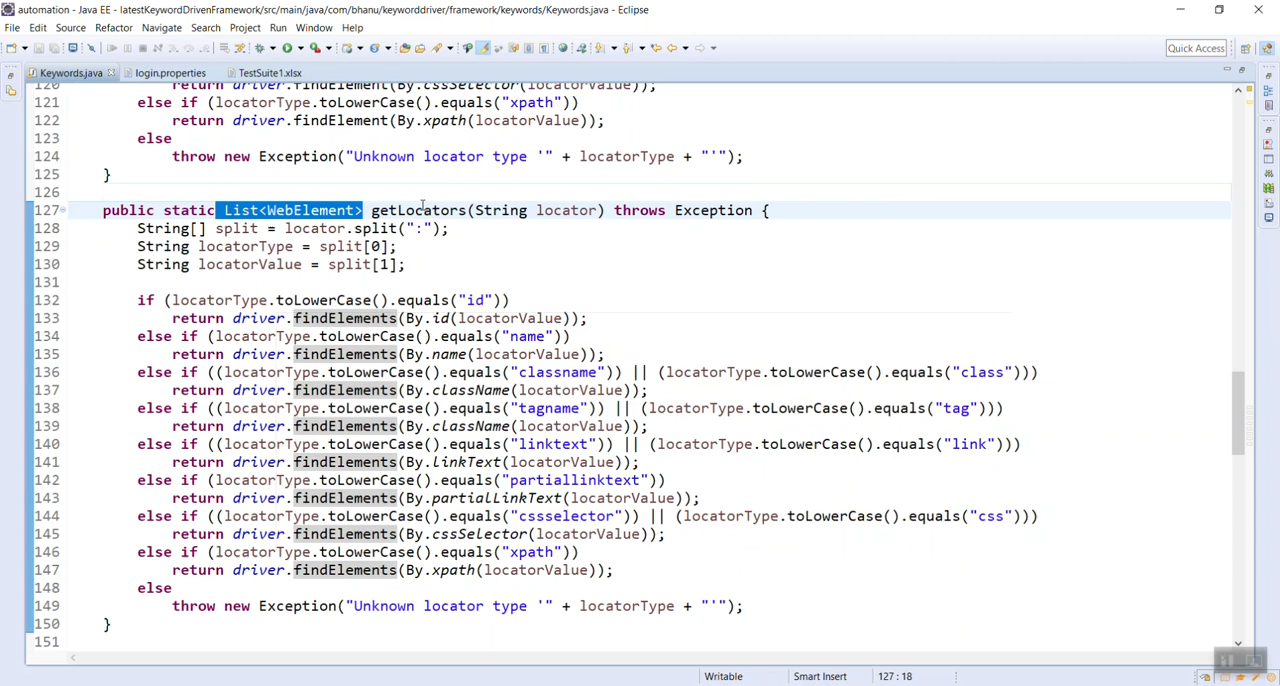 automation - Java EE - latestKeywordDrivenFramework/src/main/java/com/bhanu/keyworddriver/framework/keywords/Keywords.java - Eclipse
File Edit Source Refactor Navigate Search Project Run Window Help
Quick Access
Keywords.java login.properties TestSuite1.xlsx
120 return driver.findElement(By.cssSelector(locatorValue));
121 else if (locatorType.toLowerCase().equals("xpath"))
122 return driver.findElement(By.xpath(locatorValue));
123 else
124 throw new Exception("Unknown locator type '" + locatorType + "'");
125 }
126
127 public static List<WebElement> getLocators(String locator) throws Exception {
128 String[] split = locator.split(":");
129 String locatorType = split[0];
130 String locatorValue = split[1];
131
132 if (locatorType.toLowerCase().equals("id"))
133 return driver.findElements(By.id(locatorValue));
134 else if (locatorType.toLowerCase().equals("name"))
135 return driver.findElements(By.name(locatorValue));
136 else if ((locatorType.toLowerCase().equals("classname")) || (locatorType.toLowerCase().equals("class")))
137 return driver.findElements(By.className(locatorValue));
138 else if ((locatorType.toLowerCase().equals("tagname")) || (locatorType.toLowerCase().equals("tag")))
139 return driver.findElements(By.className(locatorValue));
140 else if ((locatorType.toLowerCase().equals("linktext")) || (locatorType.toLowerCase().equals("link")))
141 return driver.findElements(By.linkText(locatorValue));
142 else if (locatorType.toLowerCase().equals("partiallinktext"))
143 return driver.findElements(By.partialLinkText(locatorValue));
144 else if ((locatorType.toLowerCase().equals("cssselector")) || (locatorType.toLowerCase().equals("css")))
145 return driver.findElements(By.cssSelector(locatorValue));
146 else if (locatorType.toLowerCase().equals("xpath"))
147 return driver.findElements(By.xpath(locatorValue));
148 else
149 throw new Exception("Unknown locator type '" + locatorType + "'");
150 }
151
Writable Smart Insert 127 : 18